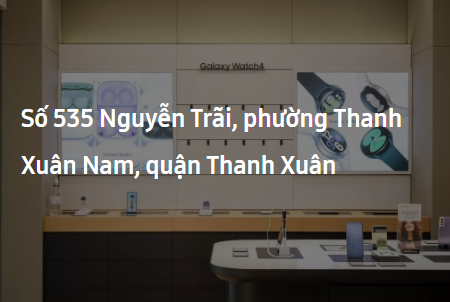 Galaxy Watch4
Số 535 Nguyễn Trãi, phường Thanh
Xuân Nam, quận Thanh Xuân